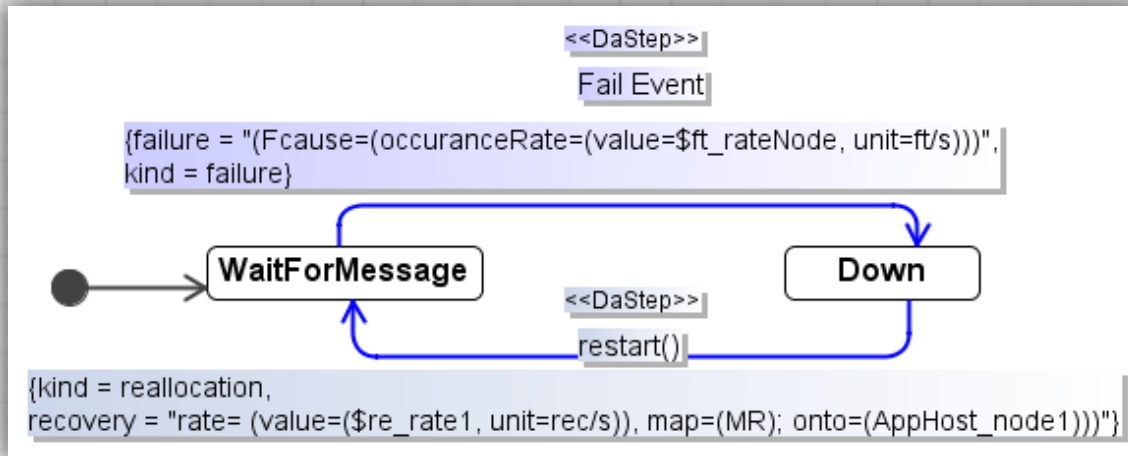 <<DaStep>>
Fail Event
{failure = "(Fcause=(occuranceRate=(value=$ft_rateNode, unit=ft/s)))",
kind = failure}
WaitForMessage
Down
<<DaStep>>
restart()
{kind = reallocation,
recovery = "rate= (value=($re_rate1, unit=rec/s)), map=(MR); onto=(AppHost_node1)))"}